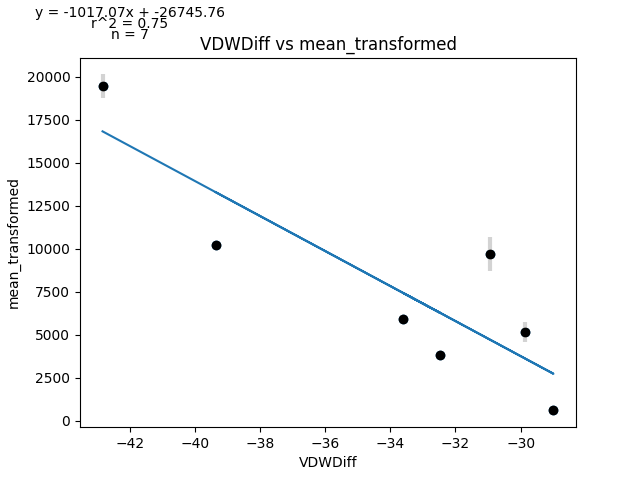 y = -1017.07x + -26745.76
r^2 = 0.75
n = 7
VDWDiff vs mean_transformed
20000
17500
15000
12500
10000
7500
5000
2500
0
mean_transformed
−42 −40 −38 −36 −34 −32 −30
VDWDiff